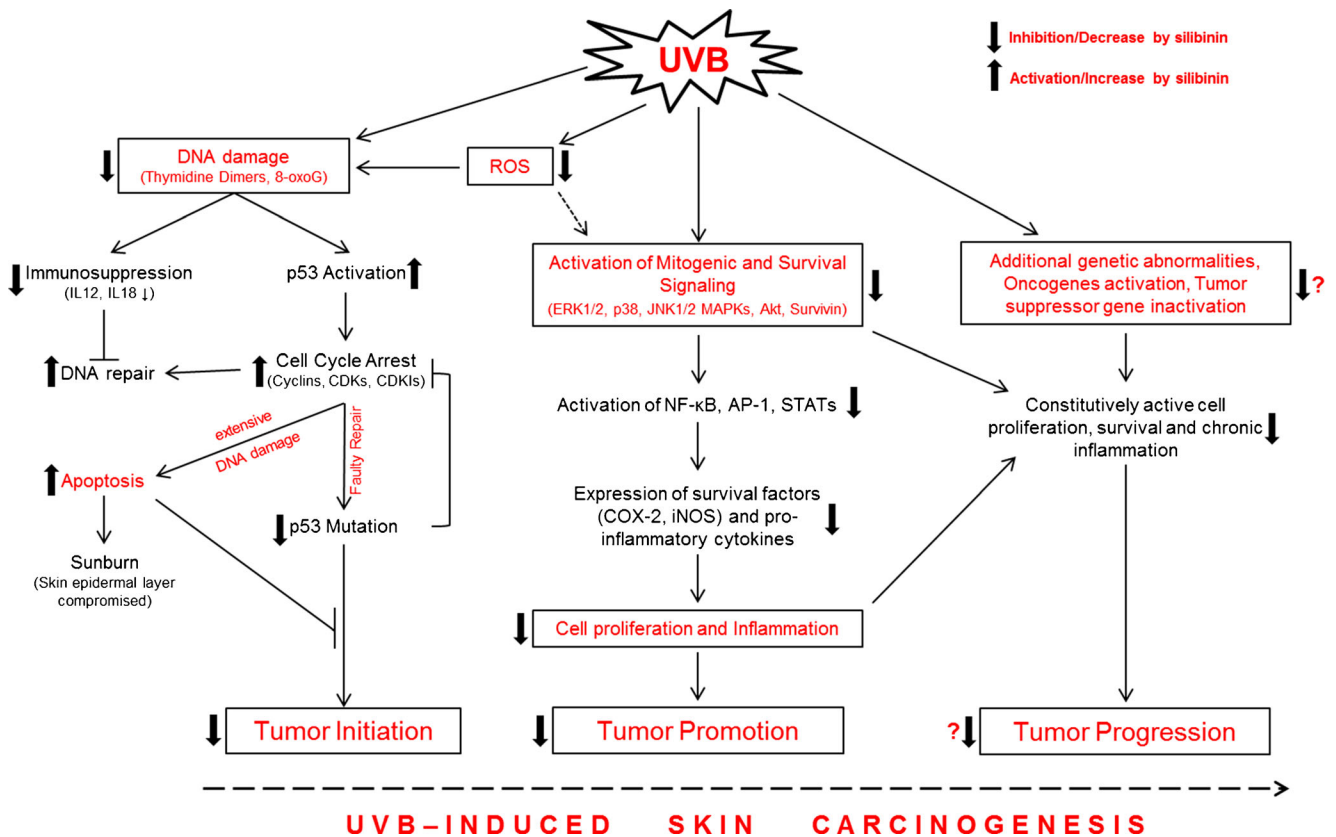 UVB
Inhibition/Decrease by silibinin
Activation/Increase by silibinin
DNA damage
(Thymidine Dimers, 8-oxoG)
ROS
Immunosuppression
(IL12, IL18 ↓)
p53 Activation
Activation of Mitogenic and Survival
Signaling
(ERK1/2, p38, JNK1/2 MAPKs, Akt, Survivin)
Additional genetic abnormalities,
Oncogenes activation, Tumor
suppressor gene inactivation
?
DNA repair
Cell Cycle Arrest
(Cyclins, CDKs, CDKIs)
Activation of NF-κB, AP-1, STATs
Constitutively active cell
proliferation, survival and chronic
inflammation
extensive
DNA damage
Faulty Repair
Apoptosis
p53 Mutation
Expression of survival factors
(COX-2, iNOS) and pro-
inflammatory cytokines
Sunburn
(Skin epidermal layer
compromised)
Cell proliferation and Inflammation
Tumor Initiation
Tumor Promotion
?
Tumor Progression
UVB–INDUCED SKIN CARCINOGENESIS